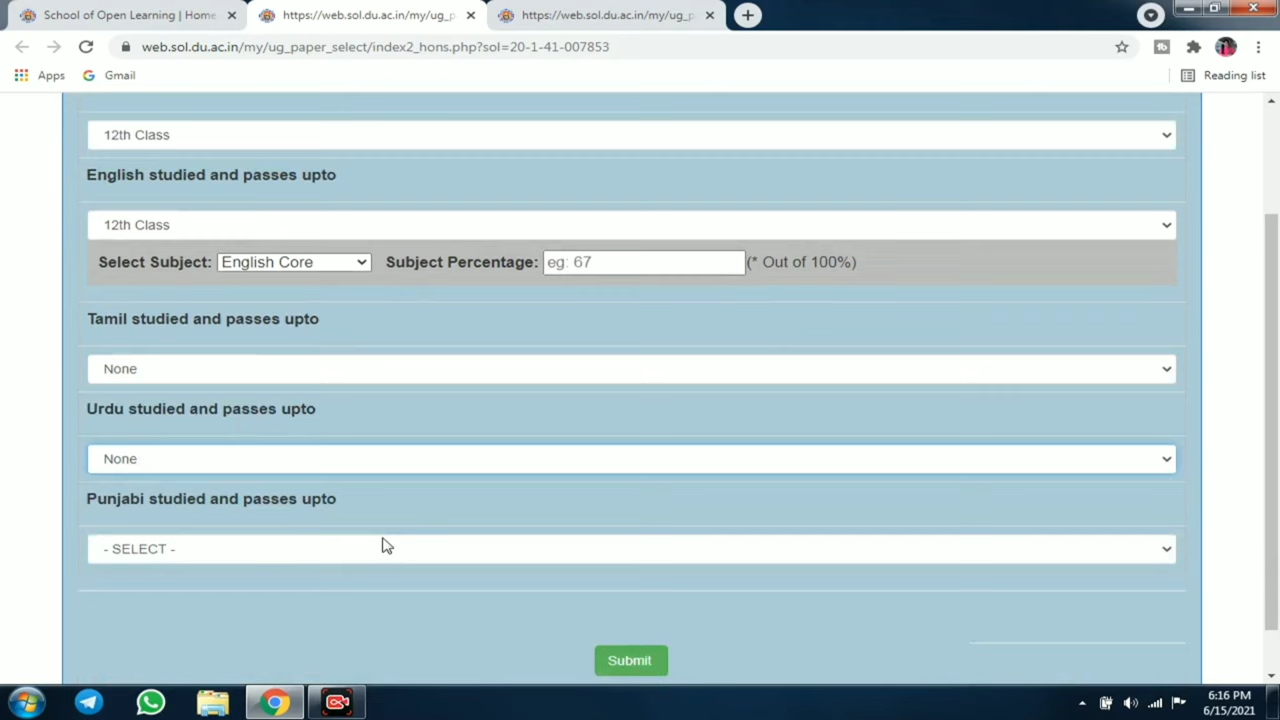 School of Open Learning | Home
https://web.sol.du.ac.in/my/ug_p
https://web.sol.du.ac.in/my/ug_p
web.sol.du.ac.in/my/ug_paper_select/index2_hons.php?sol=20-1-41-007853
Apps
Gmail
Reading list
12th Class
English studied and passes upto
12th Class
Select Subject: English Core Subject Percentage: eg: 67 (* Out of 100%)
Tamil studied and passes upto
None
Urdu studied and passes upto
None
Punjabi studied and passes upto
- SELECT -
Submit
6:16 PM
6/15/2021